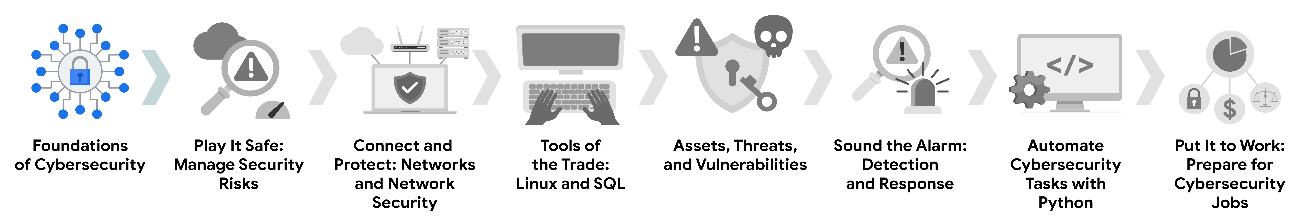 Foundations
of Cybersecurity
Play It Safe:
Manage Security
Risks
Connect and
Protect: Networks
and Network
Security
Tools of
the Trade:
Linux and SQL
Assets, Threats,
and Vulnerabilities
Sound the Alarm:
Detection
and Response
</>
Automate
Cybersecurity
Tasks with
Python
$
Put It to Work:
Prepare for
Cybersecurity
Jobs